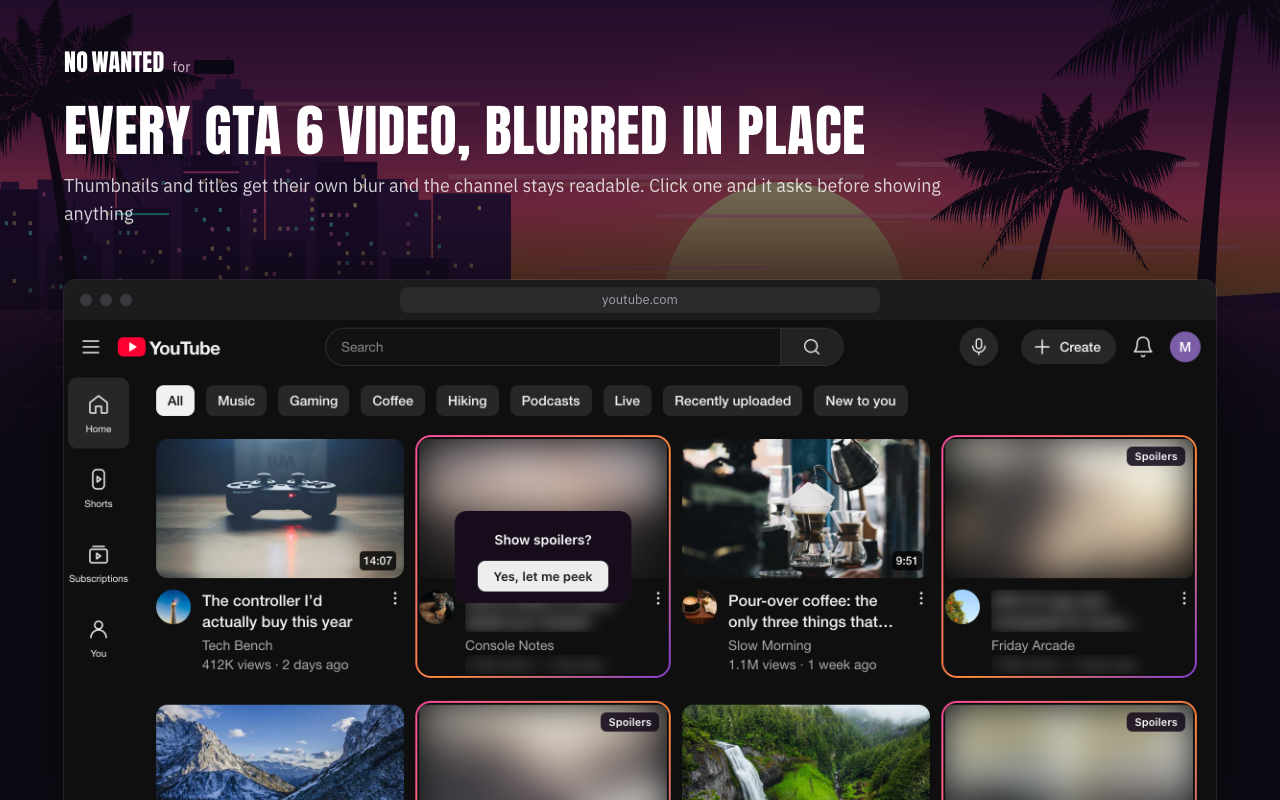 NO WANTED for
EVERY GTA 6 VIDEO, BLURRED IN PLACE
Thumbnails and titles get their own blur and the channel stays readable. Click one and it asks before showing
anything
youtube.com
YouTube
Search
Create
M
All
Music
Gaming
Coffee
Hiking
Podcasts
Live
Recently uploaded
New to you
Home
Shorts
Subscriptions
You
14:07
The controller I'd
actually buy this year
Tech Bench
412K views · 2 days ago
Show spoilers?
Yes, let me peek
Console Notes
9:51
Pour-over coffee: the
only three things that…
Slow Morning
1.1M views · 1 week ago
Spoilers
Friday Arcade
Spoilers
Spoilers